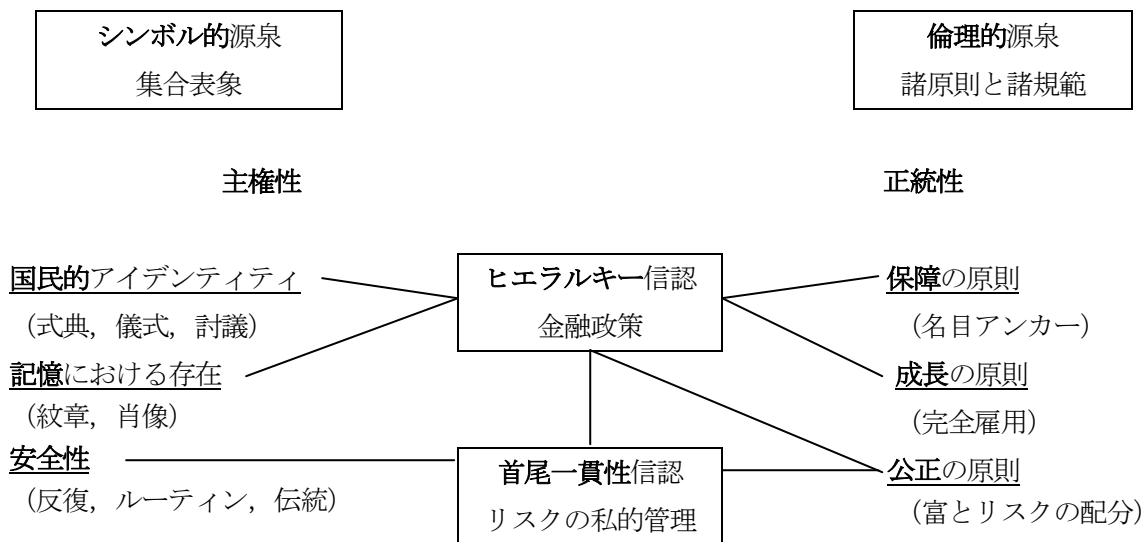 シンボル的源泉
集合表象
倫理的源泉
諸原則と諸規範
主権性
正統性
国民的アイデンティティ
(式典, 儀式, 討議)
記憶における存在
(紋章, 肖像)
安全性
(反復, ルーティン, 伝統)
ヒエラルキー信認
金融政策
首尾一貫性信認
リスクの私的管理
保障の原則
(名目アンカー)
成長の原則
(完全雇用)
公正の原則
(富とリスクの配分)